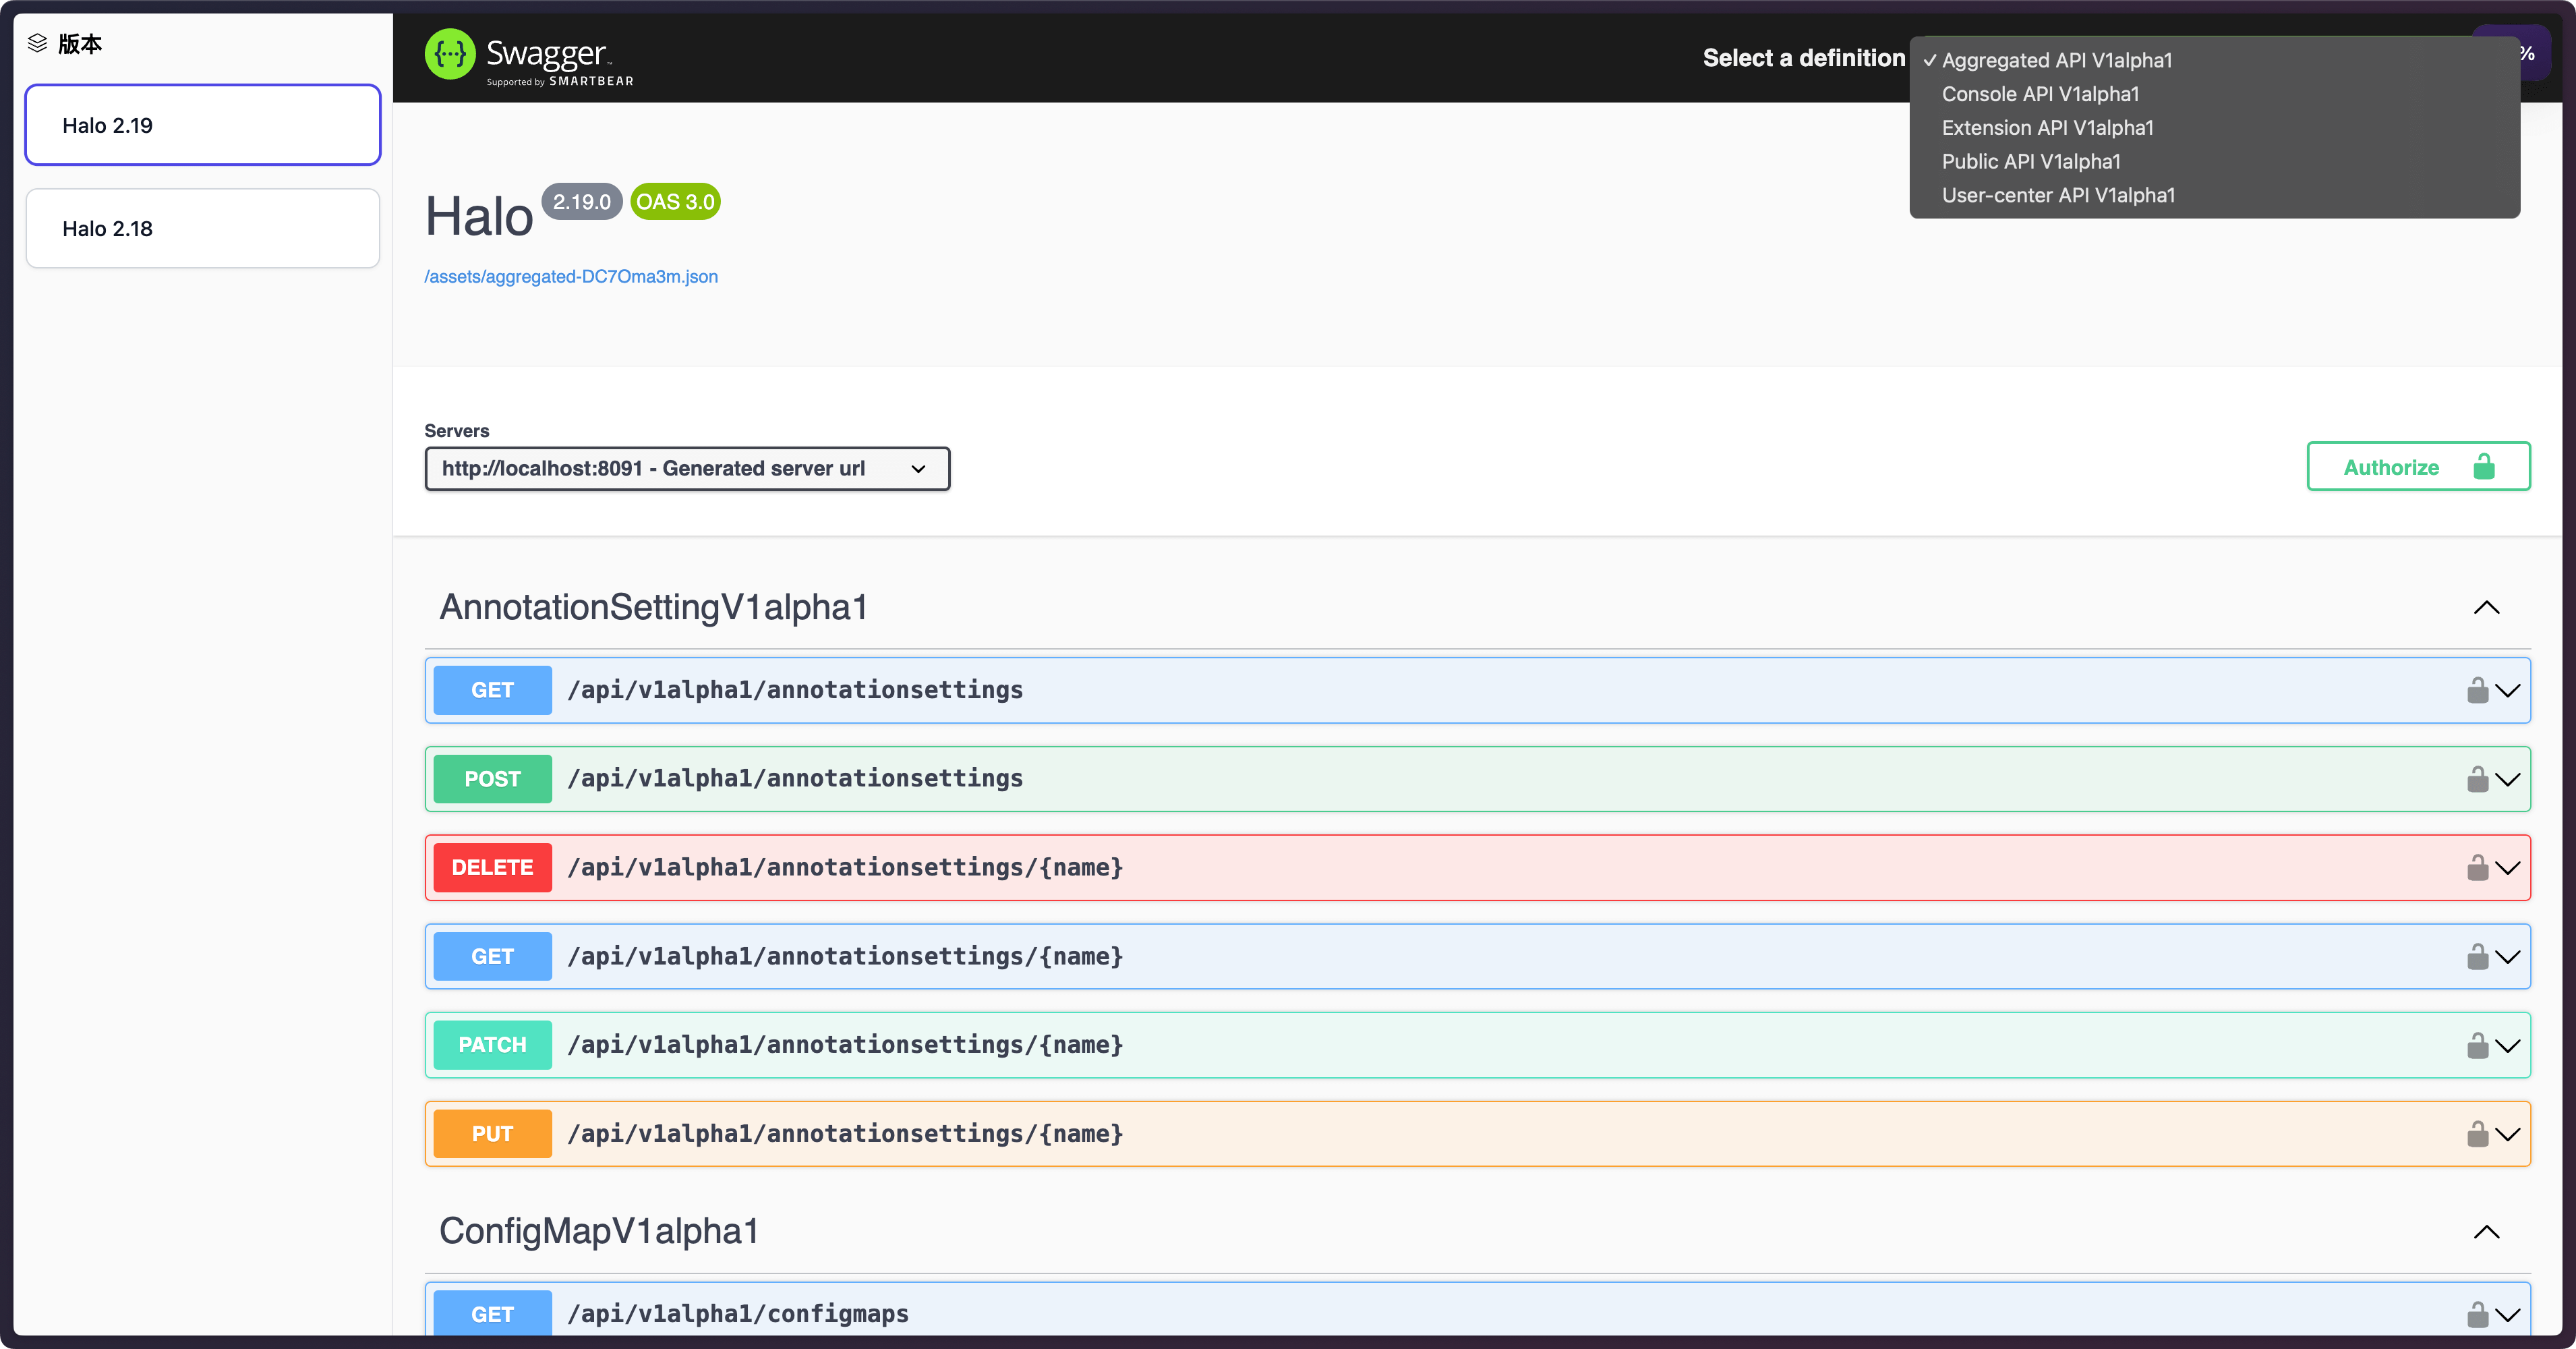 版本
Halo 2.19
Halo 2.18
Swagger™
Supported by SMARTBEAR
Select a definition
%
✓ Aggregated API V1alpha1
Console API V1alpha1
Extension API V1alpha1
Public API V1alpha1
User-center API V1alpha1
Halo 2.19.0 OAS 3.0
/assets/aggregated-DC7Oma3m.json
Servers
http://localhost:8091 - Generated server url
Authorize
AnnotationSettingV1alpha1
GET /api/v1alpha1/annotationsettings
POST /api/v1alpha1/annotationsettings
DELETE /api/v1alpha1/annotationsettings/{name}
GET /api/v1alpha1/annotationsettings/{name}
PATCH /api/v1alpha1/annotationsettings/{name}
PUT /api/v1alpha1/annotationsettings/{name}
ConfigMapV1alpha1
GET /api/v1alpha1/configmaps